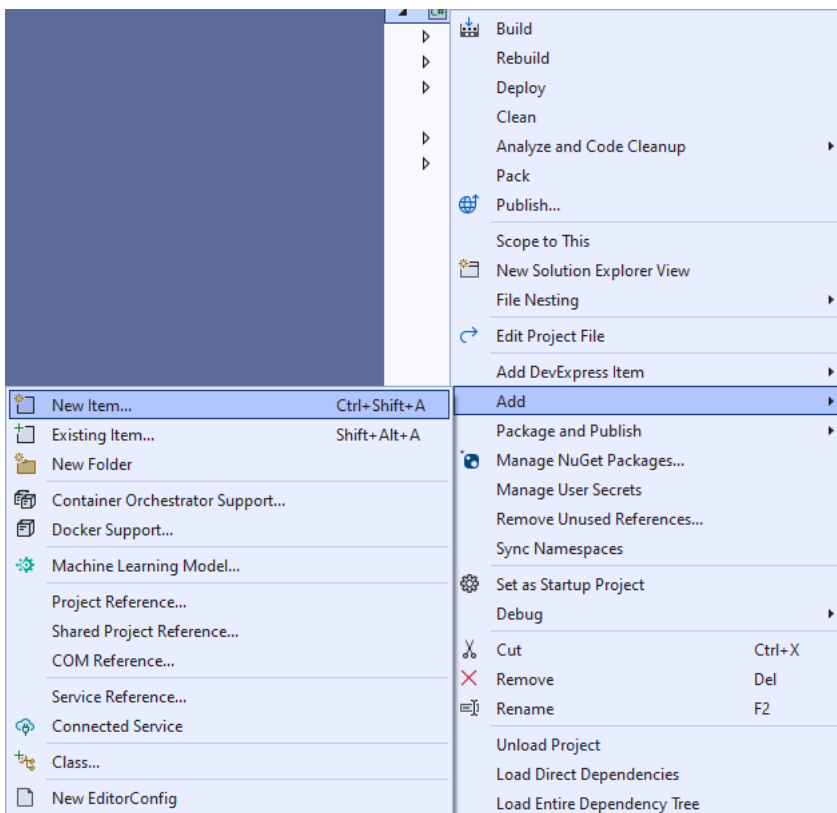 C#
Build
Rebuild
Deploy
Clean
Analyze and Code Cleanup
Pack
Publish...
Scope to This
New Solution Explorer View
File Nesting
Edit Project File
Add DevExpress Item
Add
Package and Publish
Manage NuGet Packages...
Manage User Secrets
Remove Unused References...
Sync Namespaces
Set as Startup Project
Debug
Cut Ctrl+X
Remove Del
Rename F2
Unload Project
Load Direct Dependencies
Load Entire Dependency Tree
New Item... Ctrl+Shift+A
Existing Item... Shift+Alt+A
New Folder
Container Orchestrator Support...
Docker Support...
Machine Learning Model...
Project Reference...
Shared Project Reference...
COM Reference...
Service Reference...
Connected Service
Class...
New EditorConfig